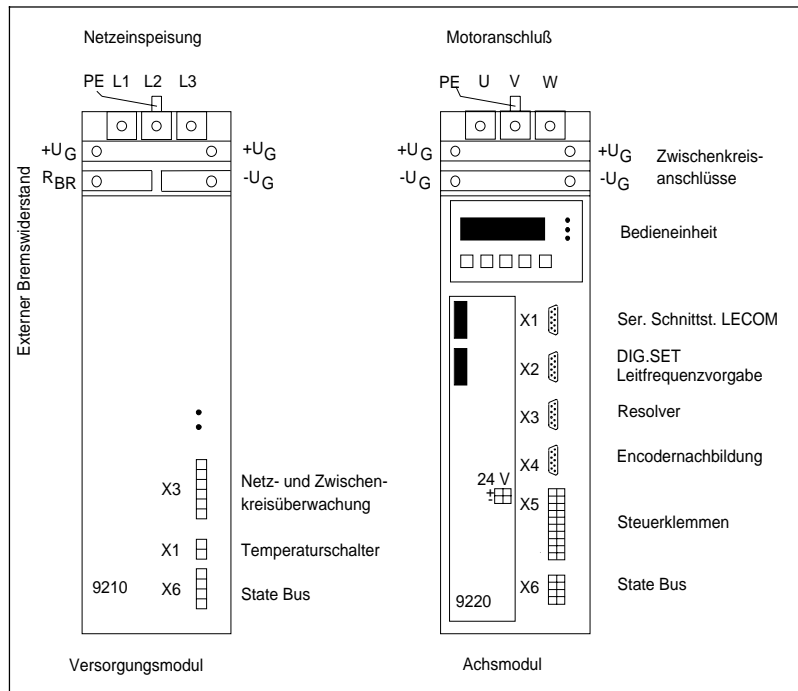 Netzeinspeisung
PE L1 L2 L3
+UG +UG
RBR -UG
Externer Bremswiderstand
X3
Netz- und Zwischen-
kreisüberwachung
X1 Temperaturschalter
9210 X6 State Bus
Versorgungsmodul
Motoranschluß
PE U V W
+UG +UG
-UG -UG
Zwischenkreis-
anschlüsse
Bedieneinheit
X1 Ser. Schnittst. LECOM
X2 DIG.SET
Leitfrequenzvorgabe
X3 Resolver
X4 Encodernachbildung
24 V
+
-
X5 Steuerklemmen
9220 X6 State Bus
Achsmodul